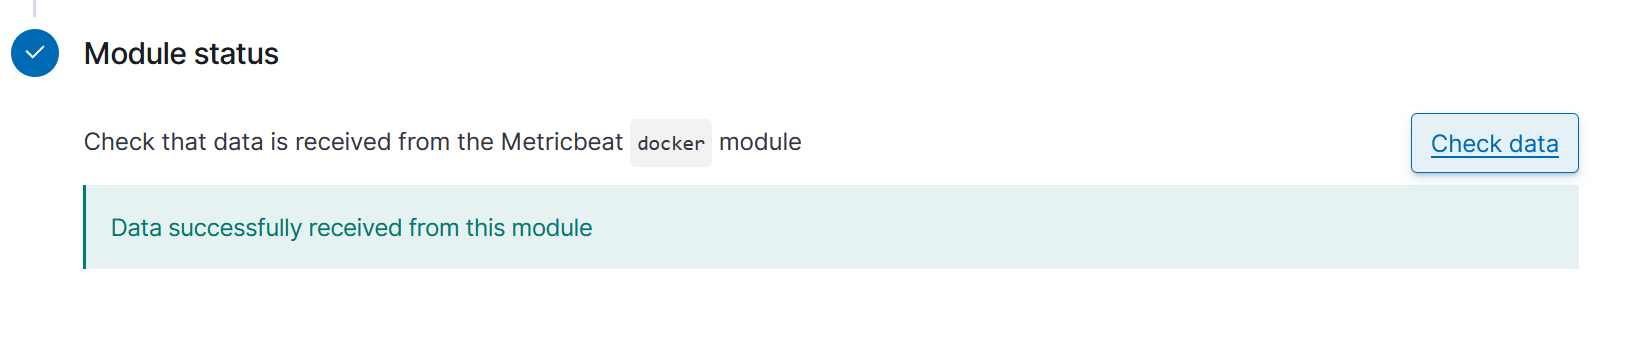 Module status
Check that data is received from the Metricbeat docker module
Check data
Data successfully received from this module